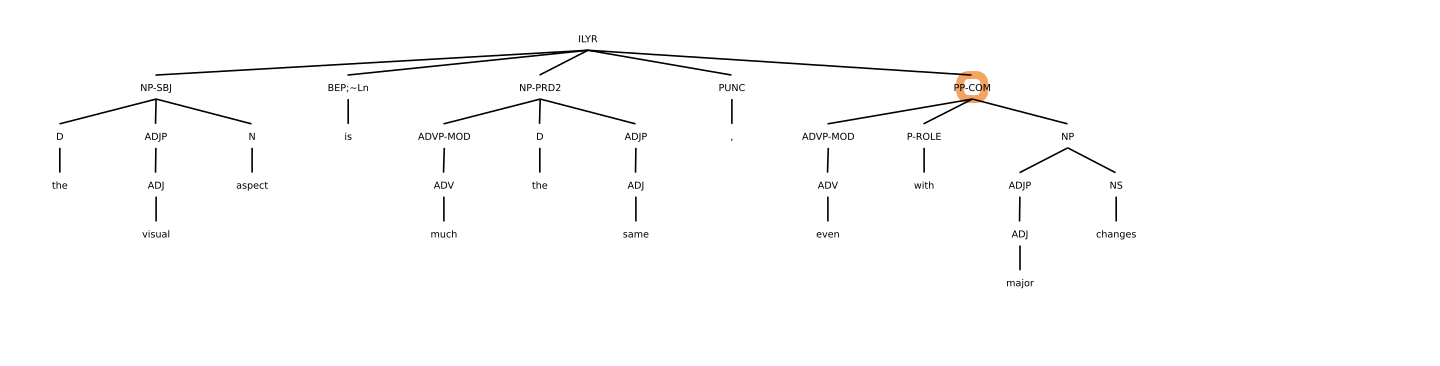 ILYR
NP-SBJ BEP;~Ln NP-PRD2 PUNC PP-COM
D ADJP N is ADVP-MOD D ADJP , ADVP-MOD P-ROLE NP
the ADJ aspect ADV the ADJ ADV with ADJP NS
visual much same even ADJ changes
major